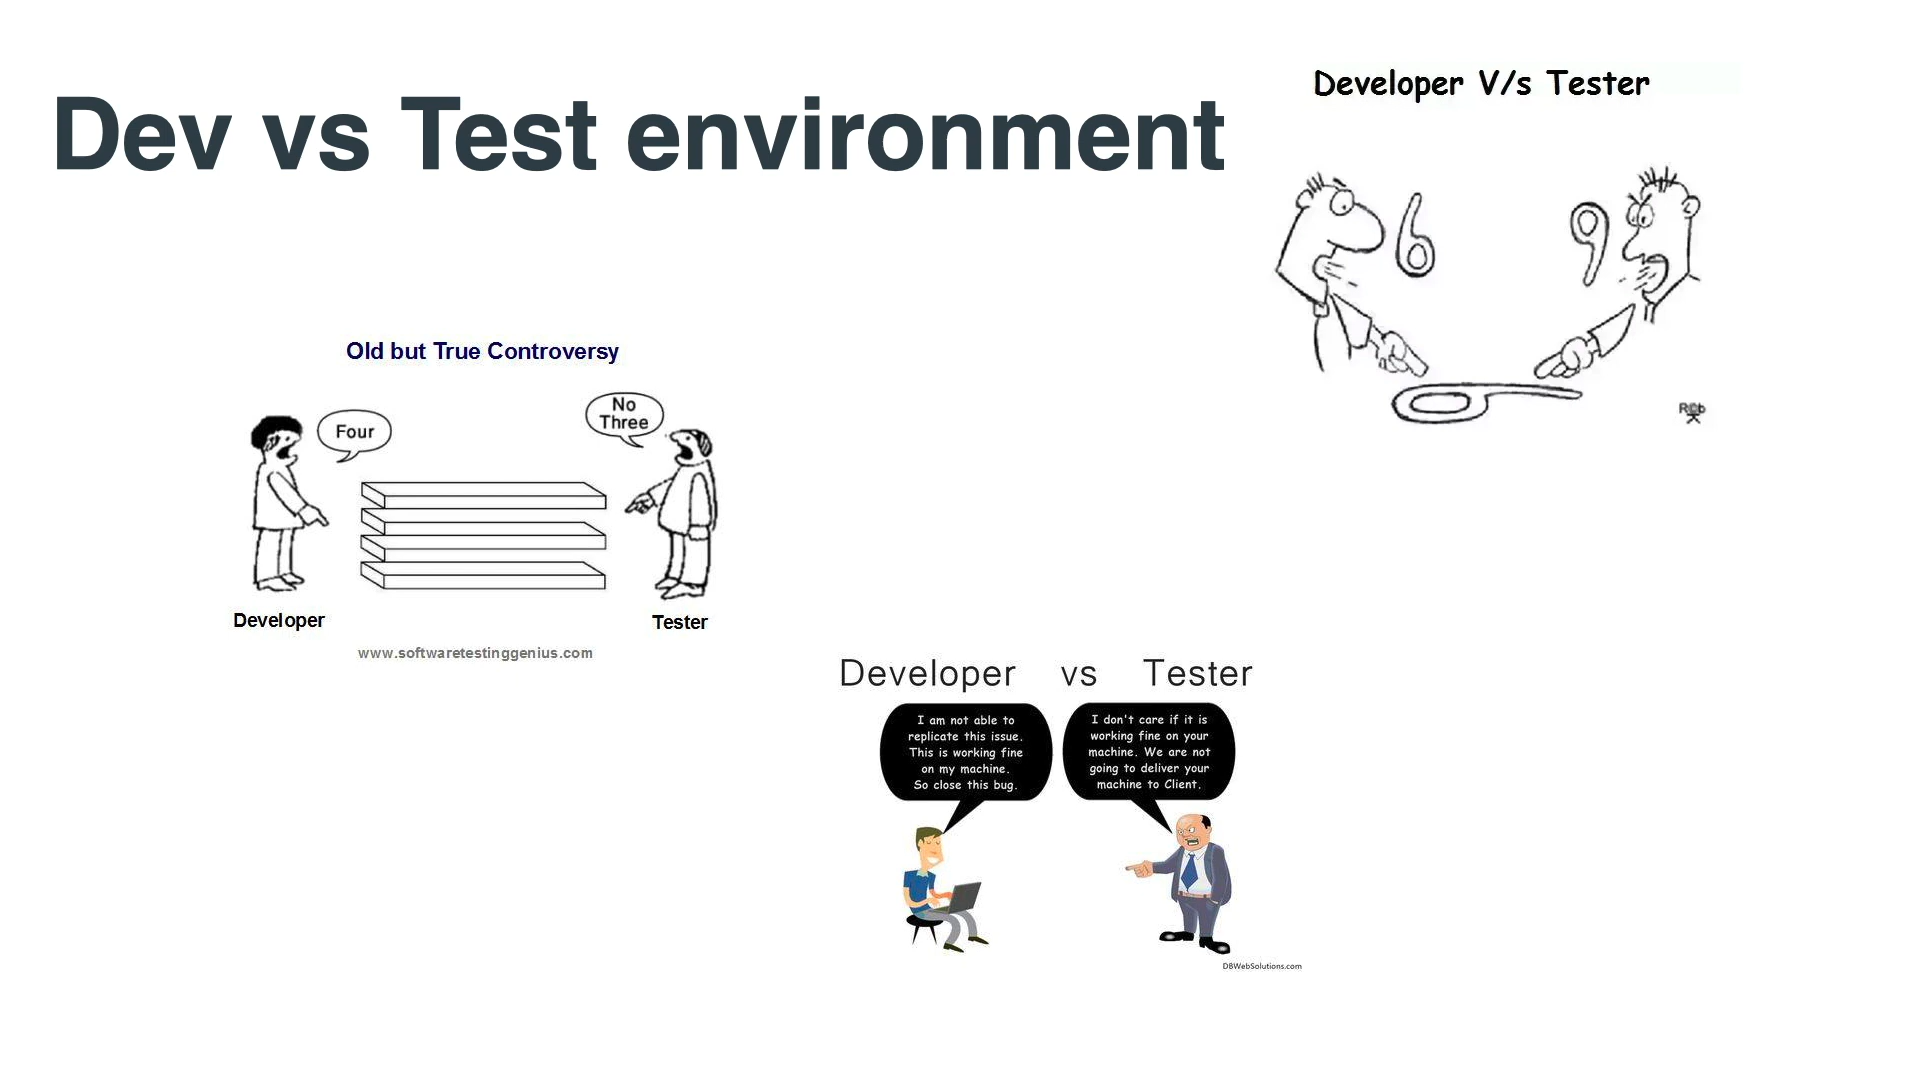 Dev vs Test environment
Developer V/s Tester
6
9
Old but True Controversy
Four
No
Three
Developer
Tester
www.softwaretestinggenius.com
Developer vs Tester
I am not able to
replicate this issue.
This is working fine
on my machine.
So close this bug.
I don't care if it is
working fine on your
machine. We are not
going to deliver your
machine to Client.
DBWebSolutions.com